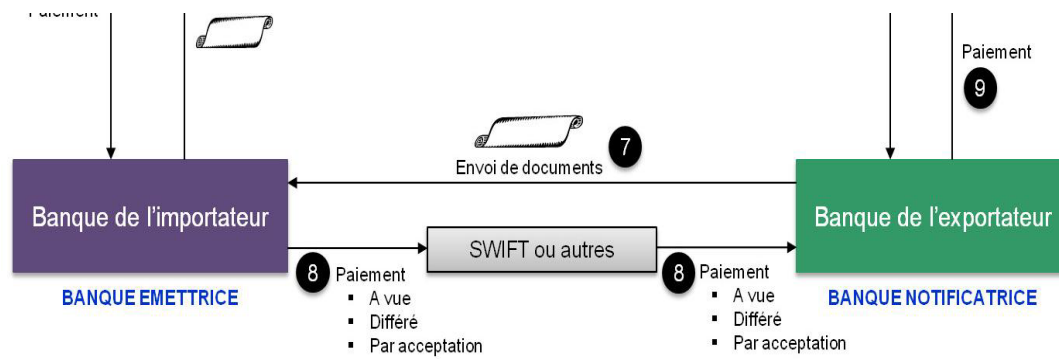 Paiement
Paiement
9
7
Envoi de documents
Banque de l'importateur
SWIFT ou autres
Banque de l'exportateur
8 Paiement
▪ A vue
▪ Différé
▪ Par acceptation
8 Paiement
▪ A vue
▪ Différé
▪ Par acceptation
BANQUE EMETTRICE
BANQUE NOTIFICATRICE